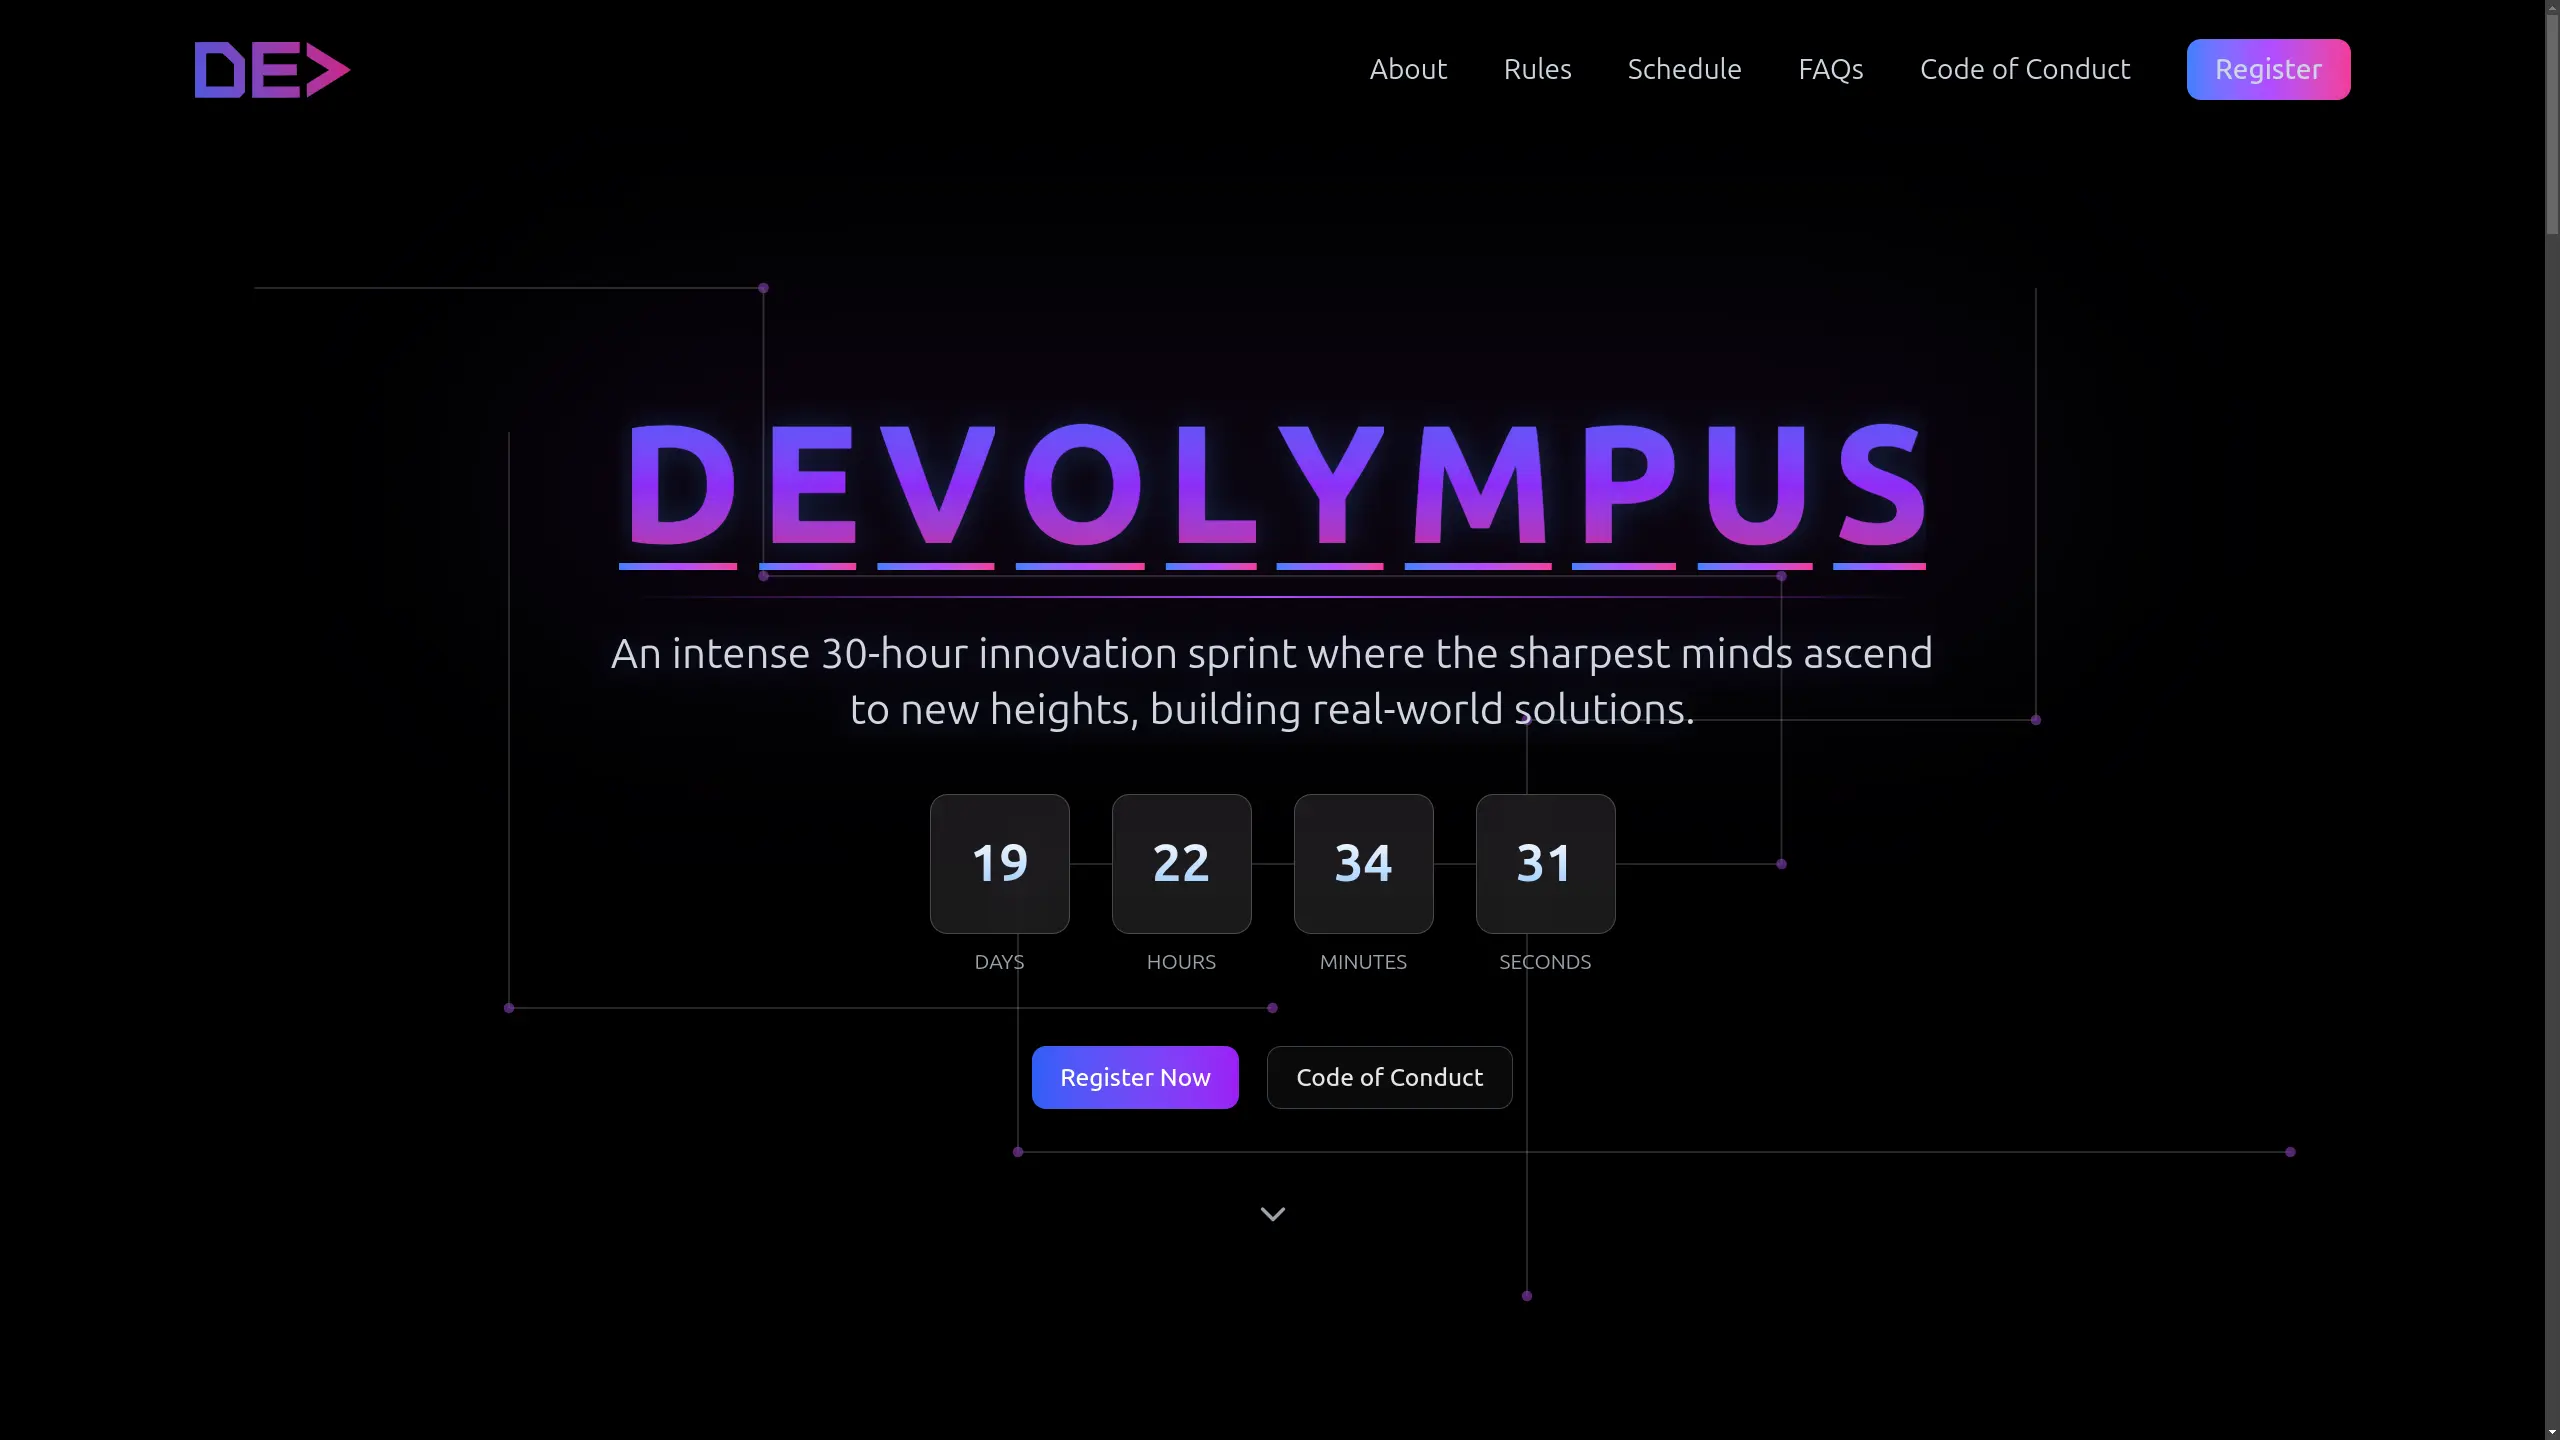 DE>
About
Rules
Schedule
FAQs
Code of Conduct
Register
DEVOLYMPUS
An intense 30-hour innovation sprint where the sharpest minds ascend
to new heights, building real-world solutions.
19
22
34
31
DAYS
HOURS
MINUTES
SECONDS
Register Now
Code of Conduct